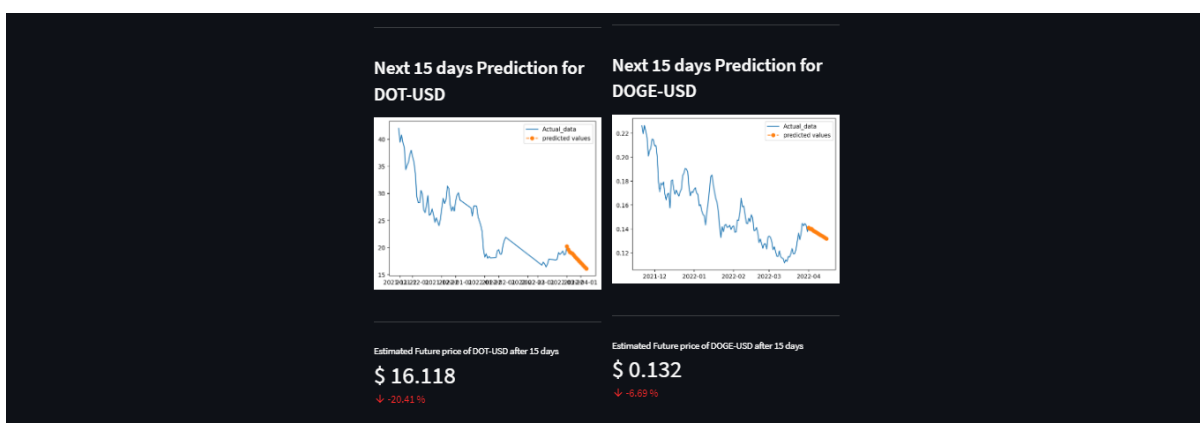 Next 15 days Prediction for
DOT-USD
Actual_data
predicted values
40
35
30
25
20
15
Estimated Future price of DOT-USD after 15 days
$ 16.118
↓ -20.41 %
Next 15 days Prediction for
DOGE-USD
Actual_data
predicted values
0.22
0.20
0.18
0.16
0.14
0.12
2021-12 2022-01 2022-02 2022-03 2022-04
Estimated Future price of DOGE-USD after 15 days
$ 0.132
↓ -6.69 %